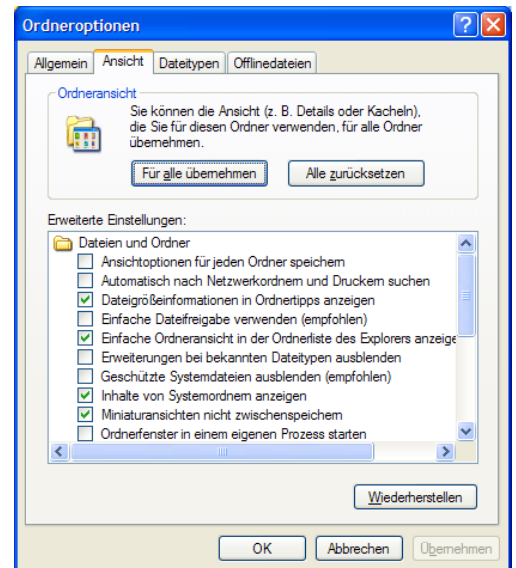 Ordneroptionen
Allgemein Ansicht Dateitypen Offlinedateien
Ordneransicht
Sie können die Ansicht (z. B. Details oder Kacheln),
die Sie für diesen Ordner verwenden, für alle Ordner
übernehmen.
Für alle übernehmen Alle zurücksetzen
Erweiterte Einstellungen:
Dateien und Ordner
Ansichtoptionen für jeden Ordner speichern
Automatisch nach Netzwerkordnern und Druckern suchen
Dateigrößeinformationen in Ordnertipps anzeigen
Einfache Dateifreigabe verwenden (empfohlen)
Einfache Ordneransicht in der Ordnerliste des Explorers anzeige
Erweiterungen bei bekannten Dateitypen ausblenden
Geschützte Systemdateien ausblenden (empfohlen)
Inhalte von Systemordnern anzeigen
Miniaturansichten nicht zwischenspeichern
Ordnerfenster in einem eigenen Prozess starten
Wiederherstellen
OK Abbrechen Übernehmen